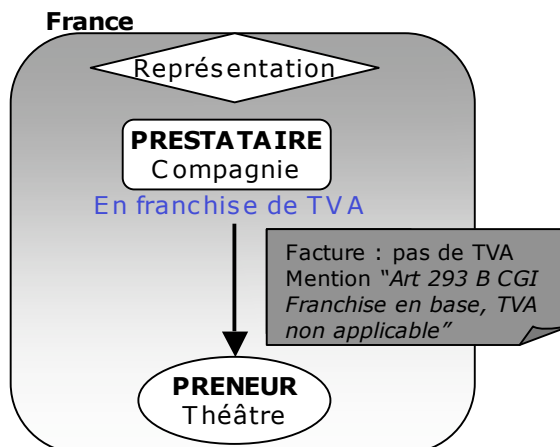 France
Représentation
PRESTATAIRE
Compagnie
En franchise de TVA
Facture : pas de TVA
Mention “Art 293 B CGI
Franchise en base, TVA
non applicable”
PRENEUR
Théâtre